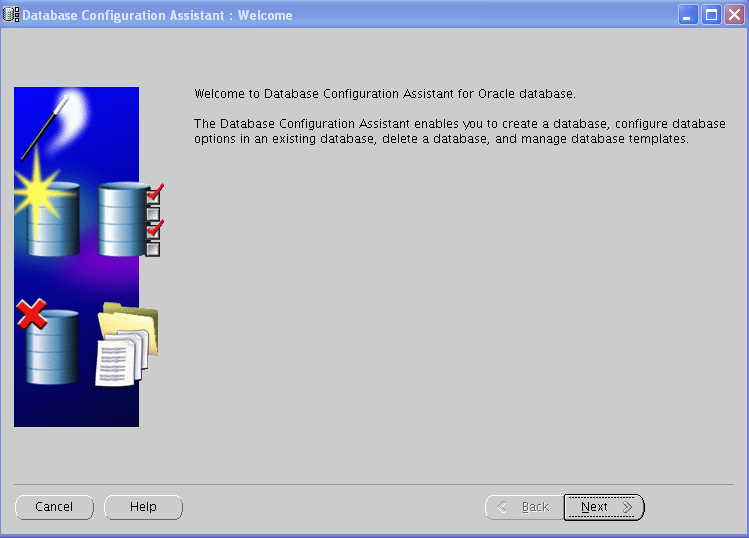 Database Configuration Assistant : Welcome
Welcome to Database Configuration Assistant for Oracle database.
The Database Configuration Assistant enables you to create a database, configure database
options in an existing database, delete a database, and manage database templates.
Cancel
Help
Back
Next